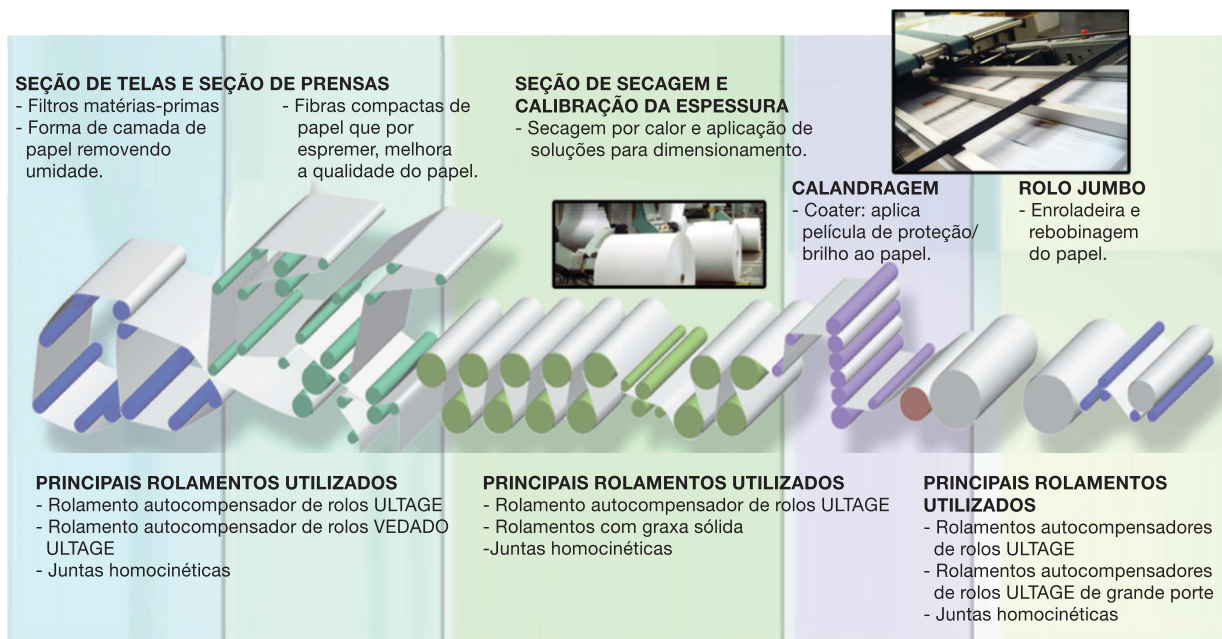 SEÇÃO DE TELAS E SEÇÃO DE PRENSAS
- Filtros matérias-primas
- Forma de camada de
papel removendo
umidade.
- Fibras compactas de
papel que por
espremer, melhora
a qualidade do papel.
SEÇÃO DE SECAGEM E
CALIBRAÇÃO DA ESPESSURA
- Secagem por calor e aplicação de
soluções para dimensionamento.
CALANDRAGEM
- Coater: aplica
película de proteção/
brilho ao papel.
ROLO JUMBO
- Enroladeira e
rebobinagem
do papel.
PRINCIPAIS ROLAMENTOS UTILIZADOS
- Rolamento autocompensador de rolos ULTAGE
- Rolamento autocompensador de rolos VEDADO
ULTAGE
- Juntas homocinéticas
PRINCIPAIS ROLAMENTOS UTILIZADOS
- Rolamento autocompensador de rolos ULTAGE
- Rolamentos com graxa sólida
-Juntas homocinéticas
PRINCIPAIS ROLAMENTOS
UTILIZADOS
- Rolamentos autocompensadores
de rolos ULTAGE
- Rolamentos autocompensadores
de rolos ULTAGE de grande porte
- Juntas homocinéticas